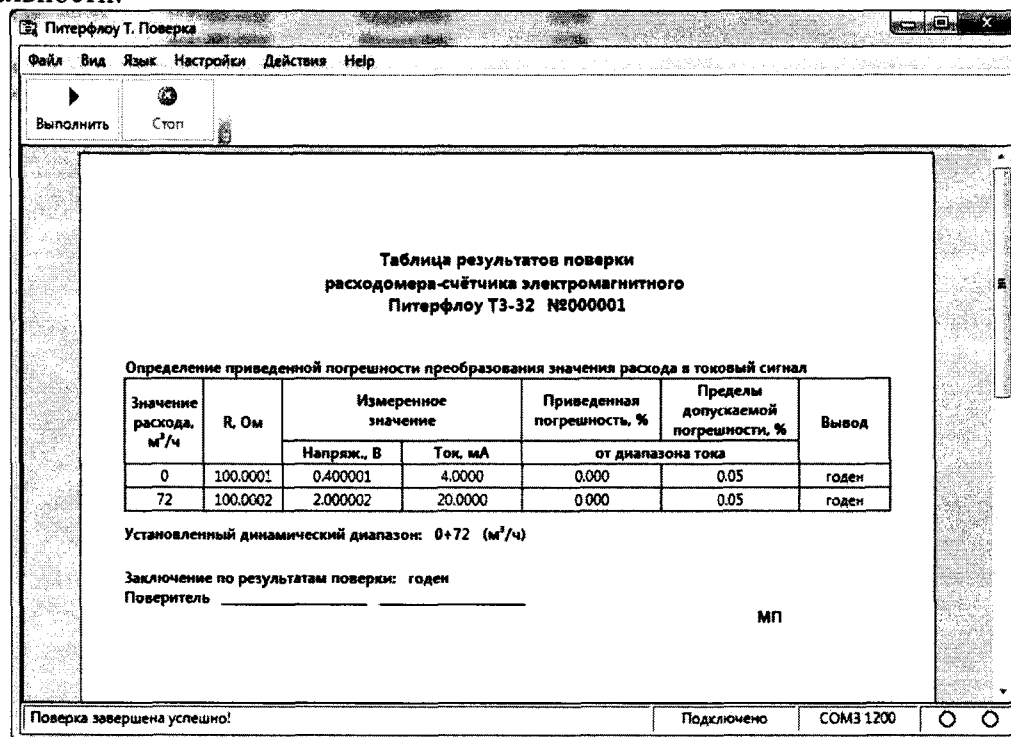 Питерфлоу Т. Поверка
Файл Вид Язык Настройки Действия Help
Выполнить Стоп
Таблица результатов поверки
расходомера-счётчика электромагнитного
Питерфлоу Т3-32 №000001
Определение приведенной погрешности преобразования значения расхода в токовый сигнал
Значение расхода, м³/ч R, Ом Измеренное значение Приведенная погрешность, % Пределы допускаемой погрешности, % Вывод
Напряж., В Ток, мА от диапазона тока
0 100.0001 0.400001 4.0000 0.000 0.05 годен
72 100.0002 2.000002 20.0000 0 000 0.05 годен
Установленный динамический диапазон: 0÷72 (м³/ч)
Заключение по результатам поверки: годен
Поверитель
МП
Поверка завершена успешно! Подключено COM3 1200